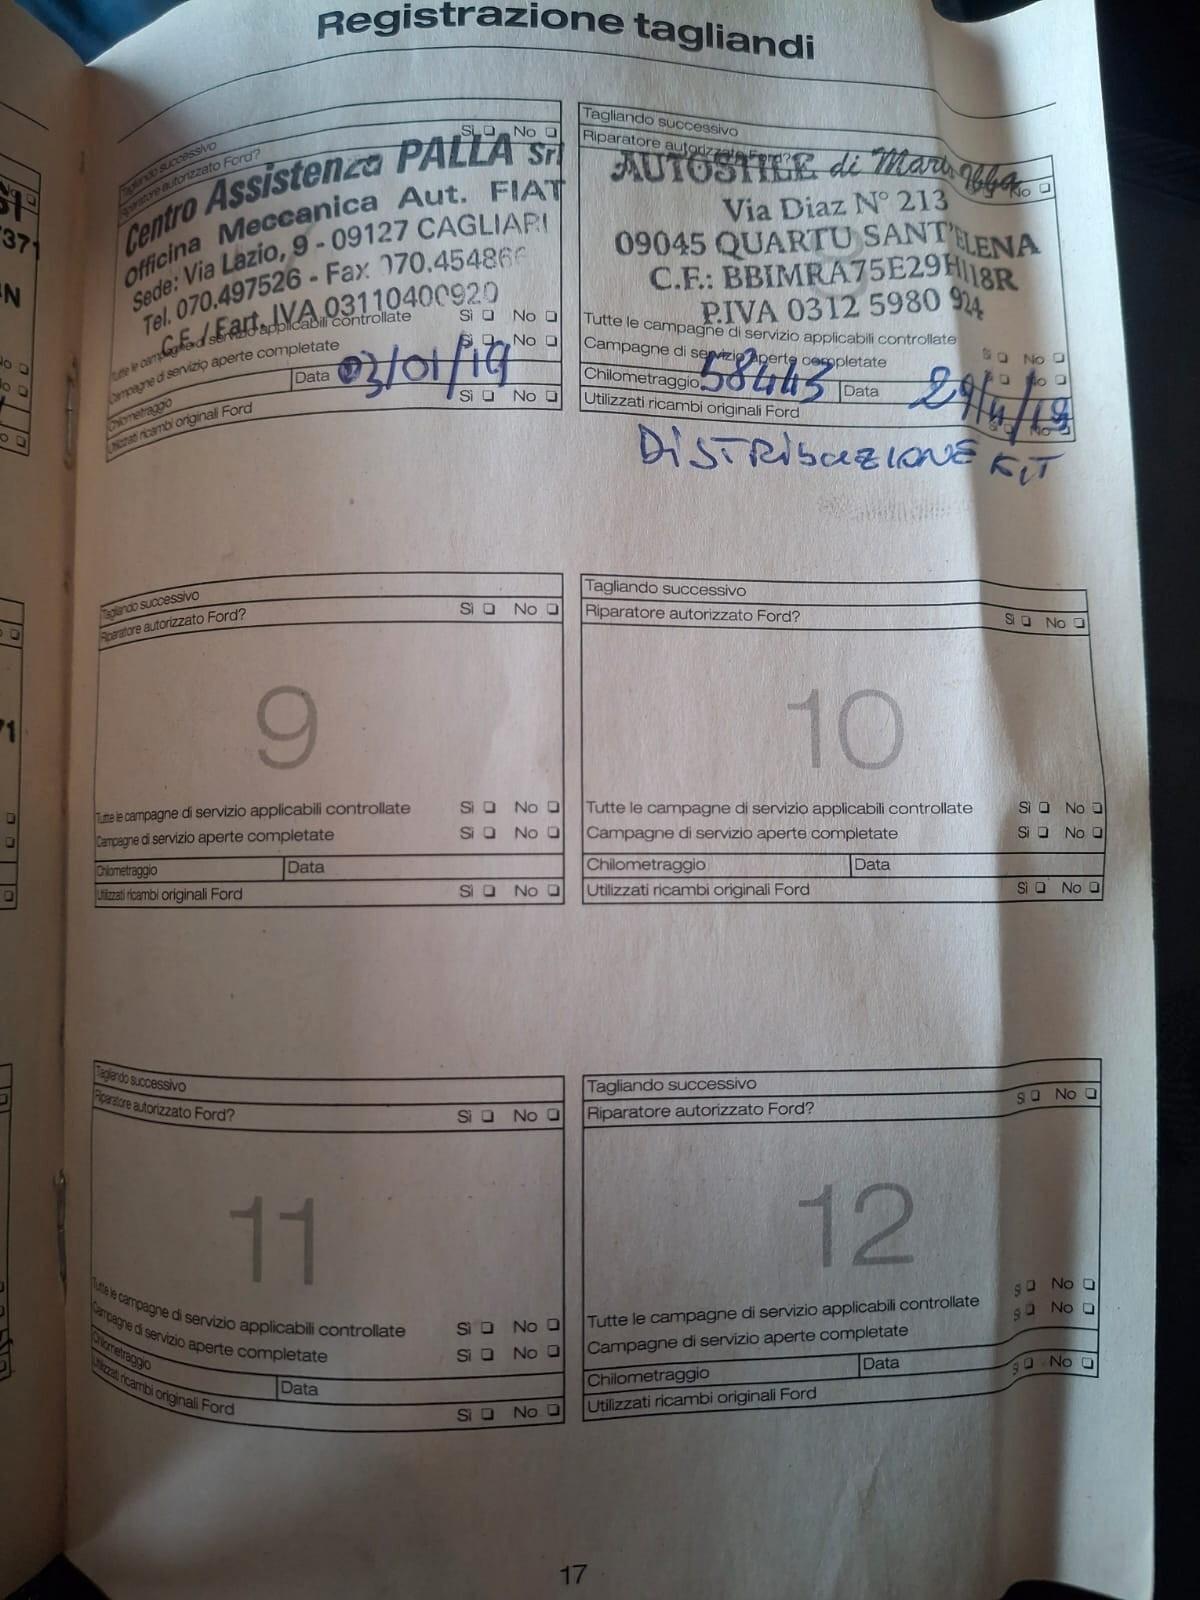 Registrazione tagliandi
Tagliando successivo
Riparatore autorizzato Ford?
Sì No
Centro Assistenza PALLA Srl
Officina Meccanica Aut. FIAT
Sede: Via Lazio, 9 - 09127 CAGLIARI
Tel. 070.497526 - Fax 070.454866
C.F. / Part. IVA 03110400920
Tutte le campagne di servizio applicabili controllate Sì No
Campagne di servizio aperte completate Sì No
Chilometraggio Data 03/01/19
Utilizzati ricambi originali Ford Sì No
Tagliando successivo
Riparatore autorizzato Ford?
No
AUTOSTILE di
Via Diaz N° 213
09045 QUARTU SANT'ELENA
C.F.: BBIMRA75E29H118R
P.IVA 0312 5980 924
Tutte le campagne di servizio applicabili controllate Sì No
Campagne di servizio aperte completate No
Chilometraggio 58443 Data 29/4/19
Utilizzati ricambi originali Ford No
DISTRIBUZIONE KIT
Tagliando successivo
Riparatore autorizzato Ford? Sì No
9
Tutte le campagne di servizio applicabili controllate Sì No
Campagne di servizio aperte completate Sì No
Chilometraggio Data
Utilizzati ricambi originali Ford Sì No
Tagliando successivo
Riparatore autorizzato Ford? Sì No
10
Tutte le campagne di servizio applicabili controllate Sì No
Campagne di servizio aperte completate Sì No
Chilometraggio Data
Utilizzati ricambi originali Ford Sì No
Tagliando successivo
Riparatore autorizzato Ford? Sì No
11
Tutte le campagne di servizio applicabili controllate Sì No
Campagne di servizio aperte completate Sì No
Chilometraggio Data
Utilizzati ricambi originali Ford Sì No
Tagliando successivo
Riparatore autorizzato Ford? Sì No
12
Tutte le campagne di servizio applicabili controllate Sì No
Campagne di servizio aperte completate Sì No
Chilometraggio Data
Utilizzati ricambi originali Ford Sì No
17